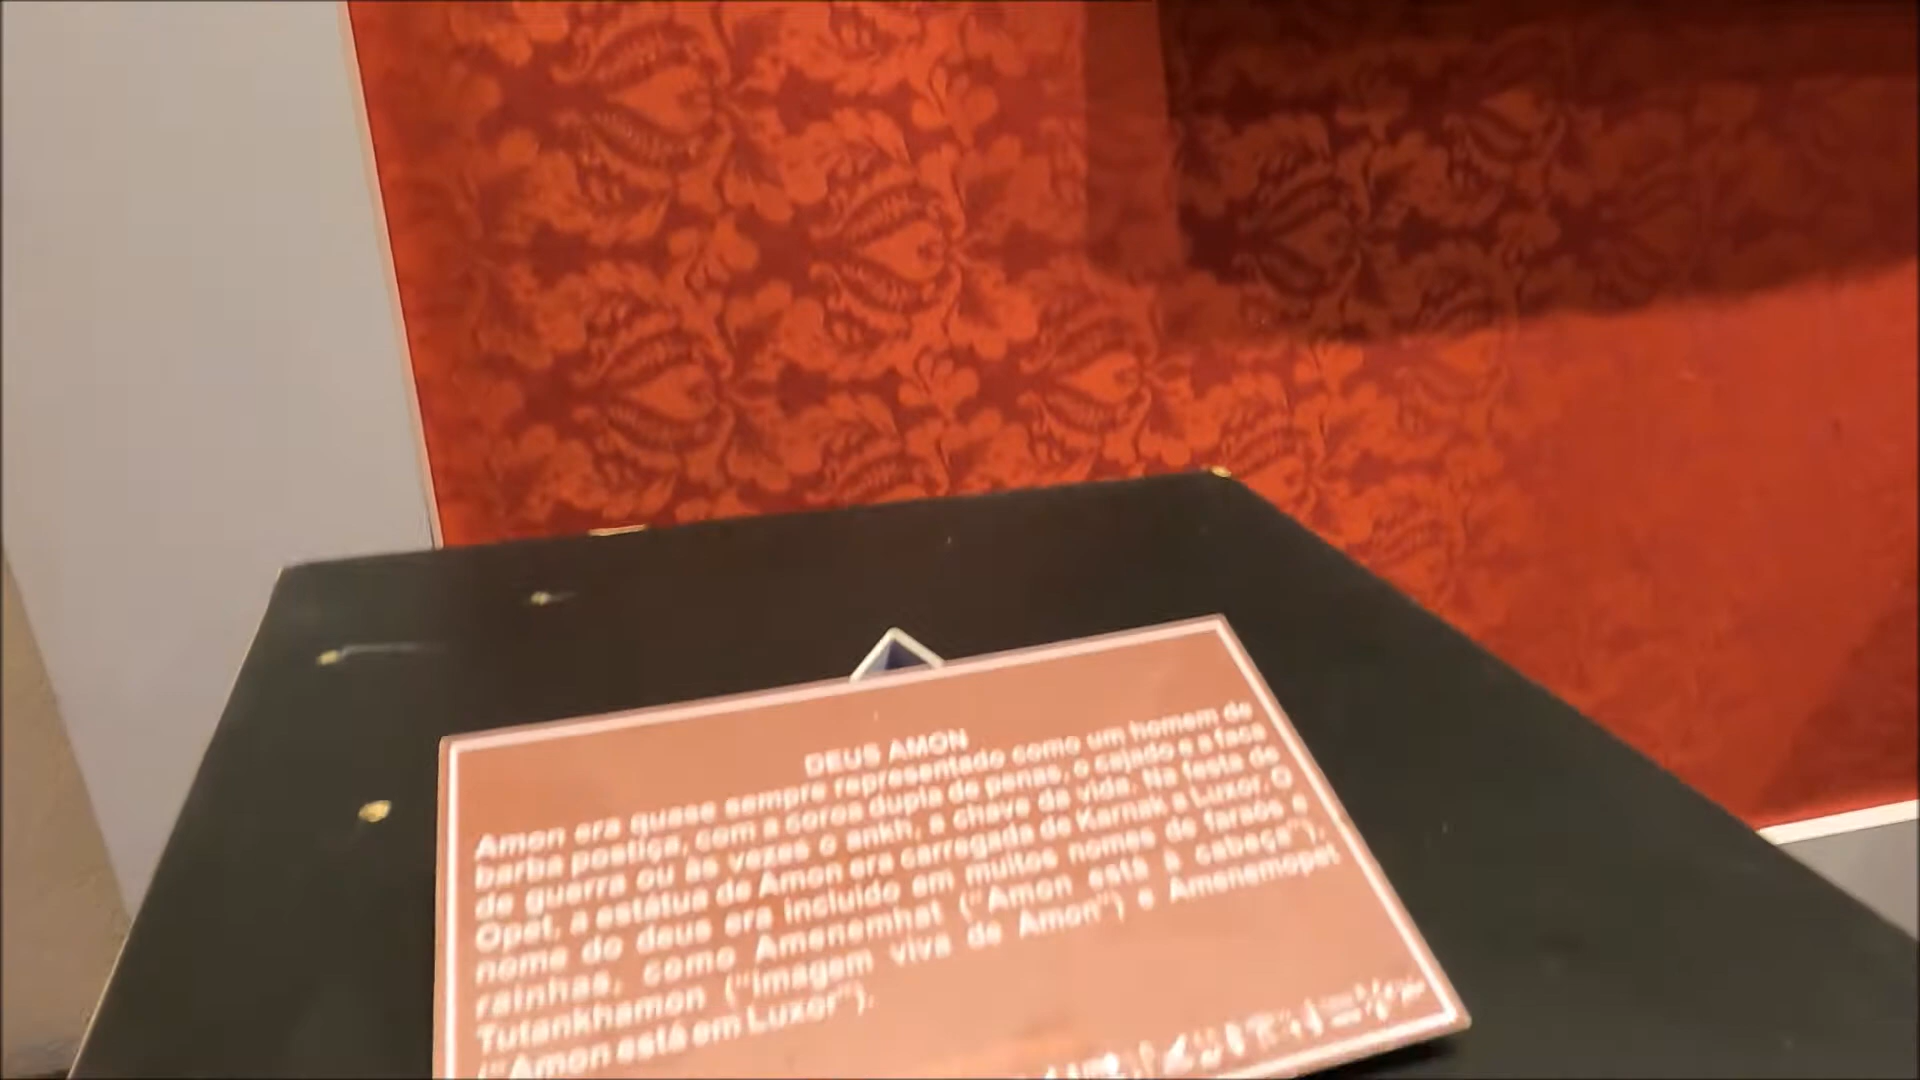 DEUS AMON
Amon era quase sempre representado como um homem de
barba postiça, com a coroa dupla de penas, o cajado e a faca
de guerra ou às vezes o ankh, a chave da vida. Na festa de
Opet, a estátua de Amon era carregada de Karnak a Luxor. O
nome do deus era incluído em muitos nomes de faraós e
rainhas, como Amenemhat ("Amon está à cabeça"),
Tutankhamon ("imagem viva de Amon") e Amenemopet
("Amon está em Luxor").